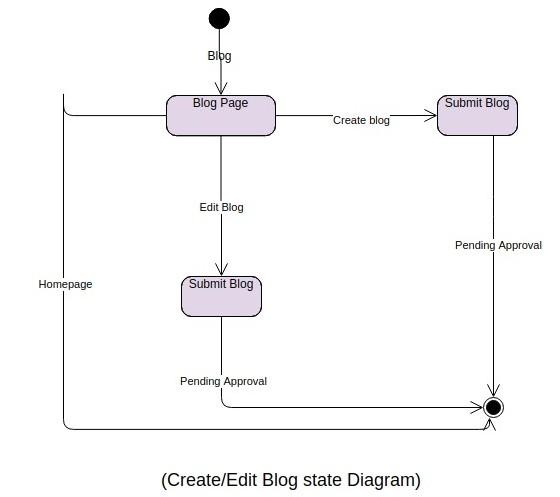 Blog
Blog Page
Submit Blog
Create blog
Edit Blog
Pending Approval
Homepage
Submit Blog
Pending Approval
(Create/Edit Blog state Diagram)